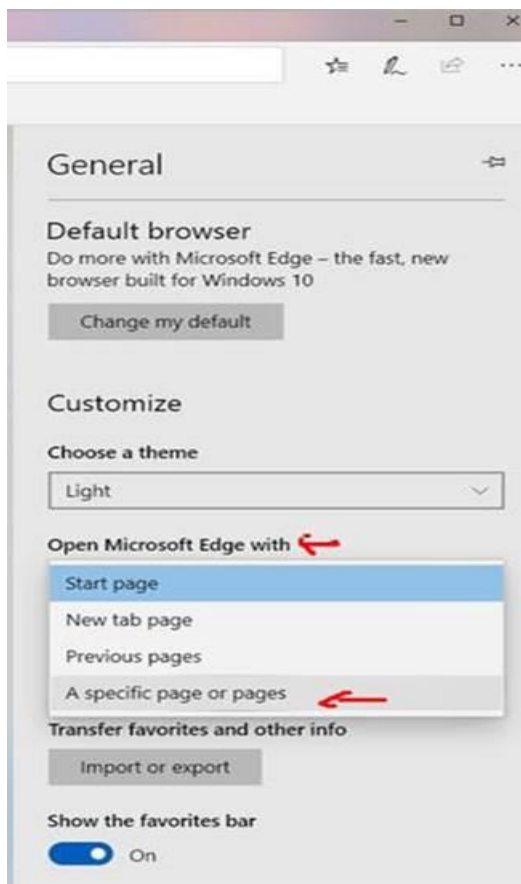 General
Default browser
Do more with Microsoft Edge – the fast, new
browser built for Windows 10
Change my default
Customize
Choose a theme
Light
Open Microsoft Edge with
Start page
New tab page
Previous pages
A specific page or pages
Transfer favorites and other info
Import or export
Show the favorites bar
On